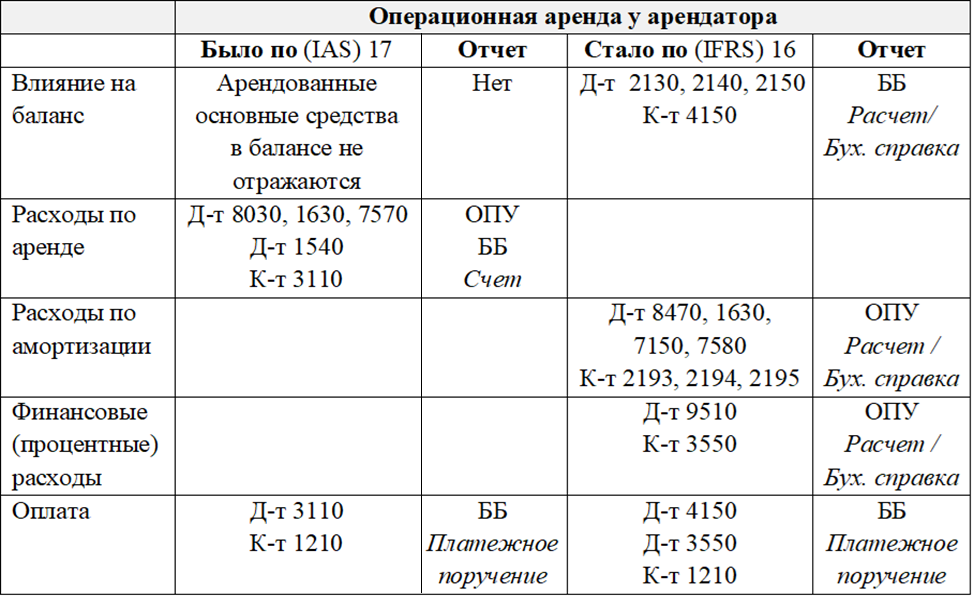 Операционная аренда у арендатора
Было по (IAS) 17 Отчет Стало по (IFRS) 16 Отчет
Влияние на баланс
Арендованные основные средства в балансе не отражаются
Нет
Д-т 2130, 2140, 2150
К-т 4150
ББ
Расчет/
Бух. справка
Расходы по аренде
Д-т 8030, 1630, 7570
Д-т 1540
К-т 3110
ОПУ
ББ
Счет
Расходы по амортизации
Д-т 8470, 1630,
7150, 7580
К-т 2193, 2194, 2195
ОПУ
Расчет /
Бух. справка
Финансовые
(процентные)
расходы
Д-т 9510
К-т 3550
ОПУ
Расчет /
Бух. справка
Оплата
Д-т 3110
К-т 1210
ББ
Платежное
поручение
Д-т 4150
Д-т 3550
К-т 1210
ББ
Платежное
поручение